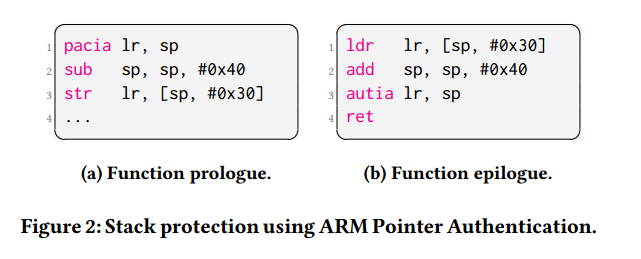 1 pacia lr, sp
2 sub sp, sp, #0x40
3 str lr, [sp, #0x30]
4 ...
(a) Function prologue.
1 ldr lr, [sp, #0x30]
2 add sp, sp, #0x40
3 autia lr, sp
4 ret
(b) Function epilogue.
Figure 2: Stack protection using ARM Pointer Authentication.